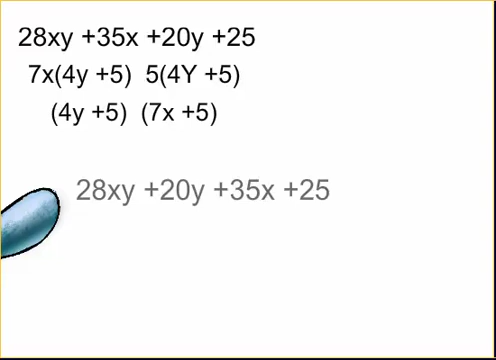 28xy +35x +20y +25
7x(4y +5)  5(4Y +5)
(4y +5)  (7x +5)
28xy +20y +35x +25